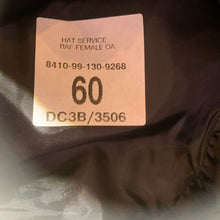 HAT SERVICE
RAF FEMALE OA
8410-99-130-9268
60
DC3B/3506